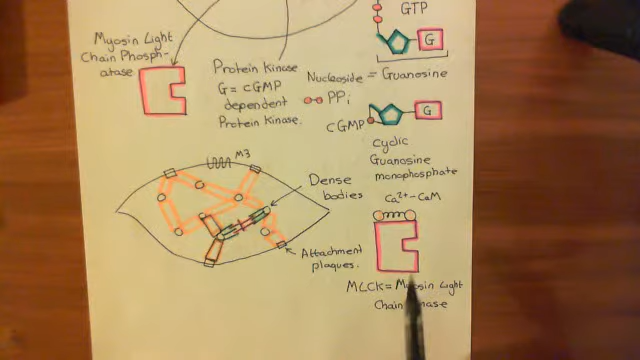 GTP
G
Myosin Light
Chain Phosph-
atase
Protein Kinase
G = cGMP
dependent
Protein Kinase.
Nucleoside = Guanosine
PPi
G
cGMP
cyclic
Guanosine
monophosphate
M3
Dense
bodies
Attachment
plaques.
Ca2+-CaM
MLCK = Myosin Light
Chain Kinase